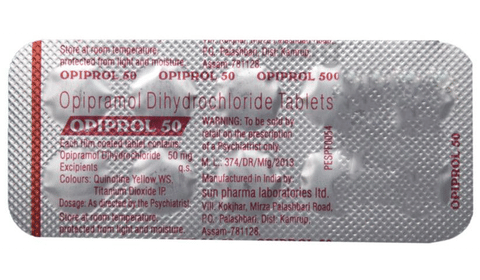 Store at room temperature, P.O. Palashbari, Dist. Kamrup,
protected from light and moisture. Assam-781128.
OPIPROL 50 OPIPROL 50 OPIPROL 50
Opipramol Dihydrochloride Tablets
OPIPROL 50
Each film coated tablet contains:
Opipramol Dihydrochloride 50 mg
Excipients q.s.
Colours: Quinoline Yellow WS,
Titanium Dioxide IP.
Dosage: As directed by the Psychiatrist.
Store at room temperature,
protected from light and moisture.
WARNING: To be sold by
retail on the prescription
of a Psychiatrist only.
M. L.: 374/DR/Mfg/2013
Manufactured in India by:
sun pharma laboratories ltd.
Vill. Kokjhar, Mirza Palashbari Road,
P.O. Palashbari, Dist. Kamrup,
Assam-781128.
OPIPROL 50